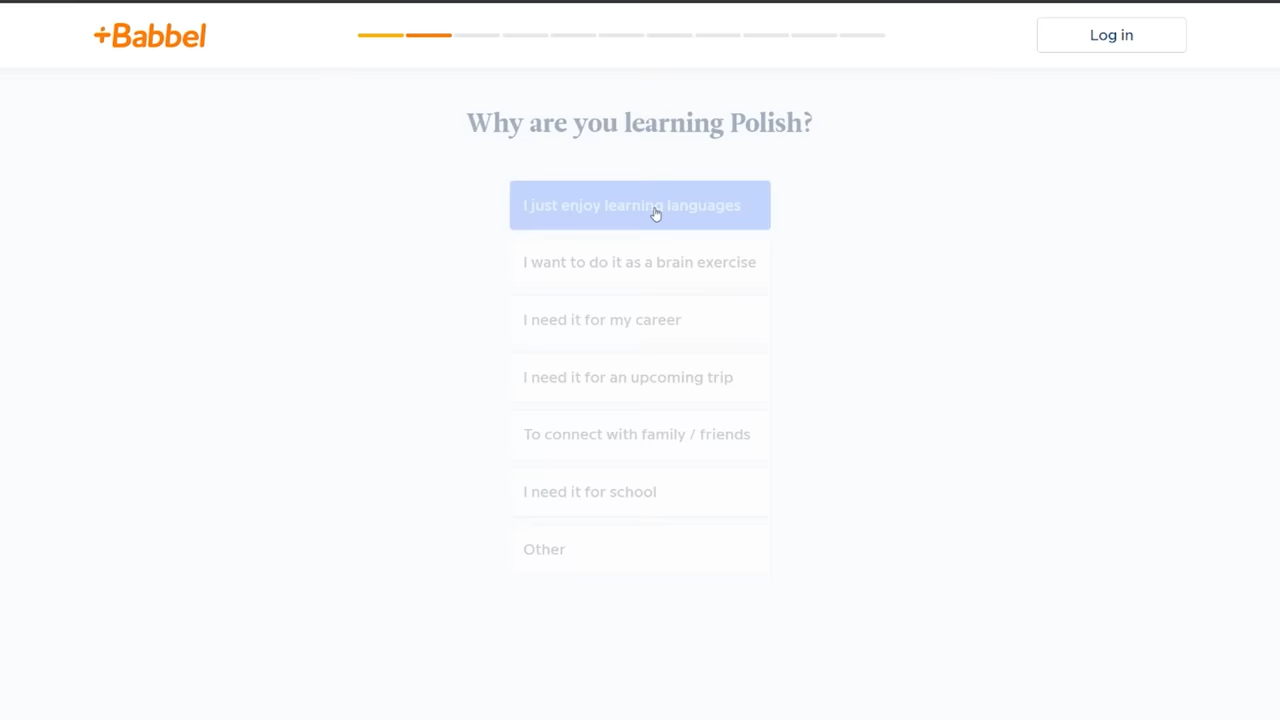 +Babbel
Log in
Why are you learning Polish?
I just enjoy learning languages
I want to do it as a brain exercise
I need it for my career
I need it for an upcoming trip
To connect with family / friends
I need it for school
Other